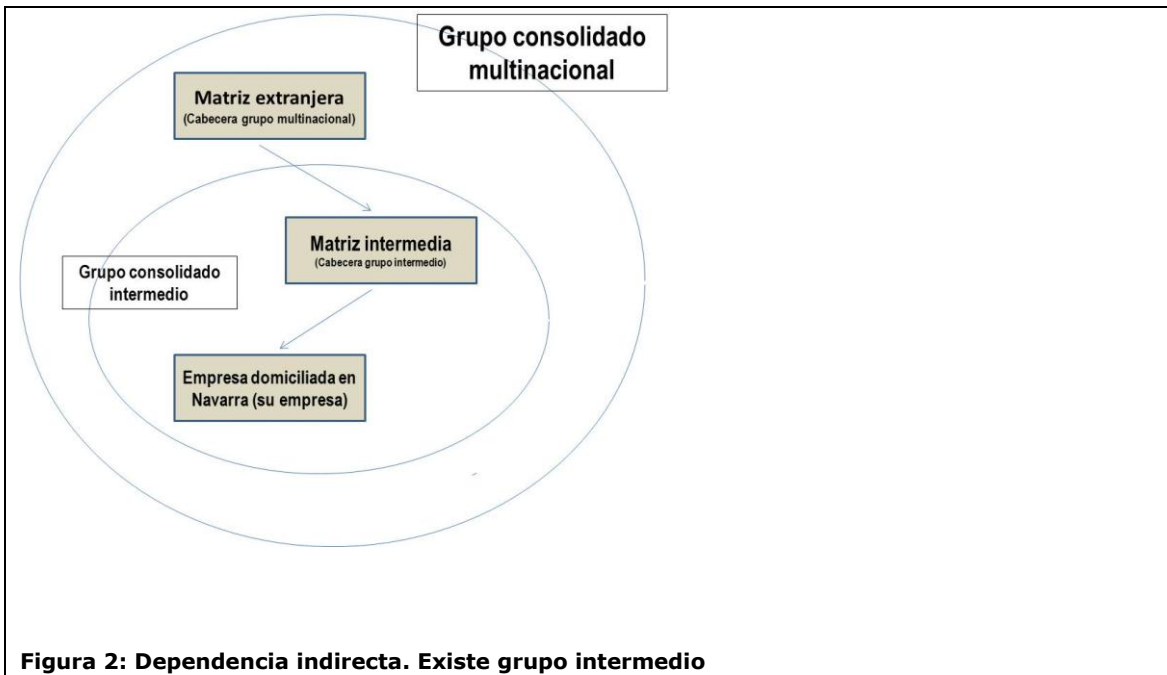 Grupo consolidado
multinacional
Matriz extranjera
(Cabecera grupo multinacional)
Matriz intermedia
(Cabecera grupo intermedio)
Grupo consolidado
intermedio
Empresa domiciliada en
Navarra (su empresa)
Figura 2: Dependencia indirecta. Existe grupo intermedio